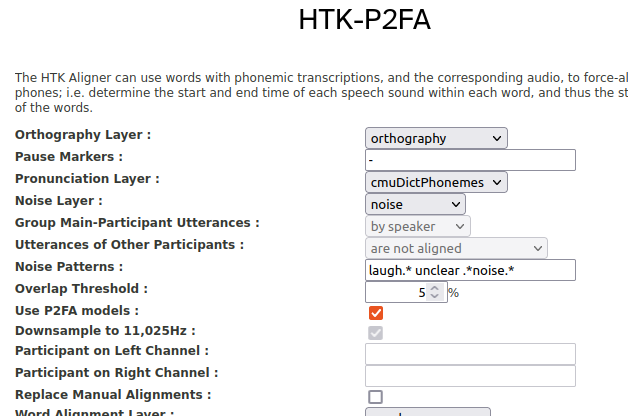 HTK-P2FA
The HTK Aligner can use words with phonemic transcriptions, and the corresponding audio, to force-al
phones; i.e. determine the start and end time of each speech sound within each word, and thus the st
of the words.
Orthography Layer : orthography
Pause Markers : -
Pronunciation Layer : cmuDictPhonemes
Noise Layer : noise
Group Main-Participant Utterances : by speaker
Utterances of Other Participants : are not aligned
Noise Patterns : laugh.* unclear .*noise.*
Overlap Threshold : 5 %
Use P2FA models :
Downsample to 11,025Hz :
Participant on Left Channel :
Participant on Right Channel :
Replace Manual Alignments :
Word Alignment Layer :